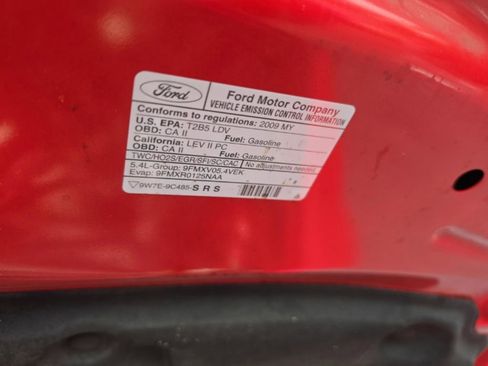 Ford
Ford Motor Company
VEHICLE EMISSION CONTROL INFORMATION
Conforms to regulations: 2009 MY
U.S. EPA: T2B5 LDV
OBD: CA II Fuel: Gasoline
California: LEV II PC
OBD: CA II Fuel: Gasoline
TWC/HO2S/EGR/SFI/SC/CAC No adjustments needed.
5.4L-Group: 9FMXV05.4VEK
Evap: 9FMXR0125NAA
9W7E-9C485-SRS